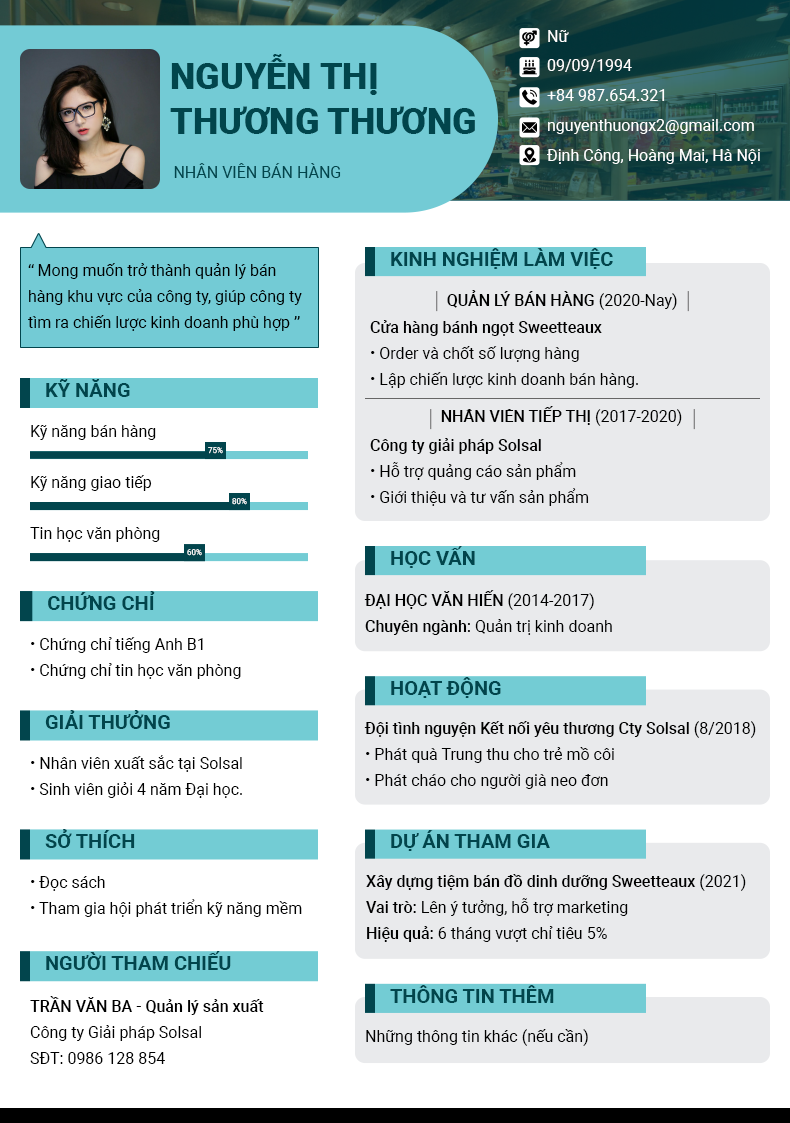 NGUYỄN THỊ
THƯƠNG THƯƠNG
NHÂN VIÊN BÁN HÀNG
Nữ
09/09/1994
+84 987.654.321
nguyenthuongx2@gmail.com
Định Công, Hoàng Mai, Hà Nội
“ Mong muốn trở thành quản lý bán
hàng khu vực của công ty, giúp công ty
tìm ra chiến lược kinh doanh phù hợp ”
KỸ NĂNG
Kỹ năng bán hàng
75%
Kỹ năng giao tiếp
80%
Tin học văn phòng
60%
CHỨNG CHỈ
• Chứng chỉ tiếng Anh B1
• Chứng chỉ tin học văn phòng
GIẢI THƯỞNG
• Nhân viên xuất sắc tại Solsal
• Sinh viên giỏi 4 năm Đại học.
SỞ THÍCH
• Đọc sách
• Tham gia hội phát triển kỹ năng mềm
NGƯỜI THAM CHIẾU
TRẦN VĂN BA - Quản lý sản xuất
Công ty Giải pháp Solsal
SĐT: 0986 128 854
KINH NGHIỆM LÀM VIỆC
| QUẢN LÝ BÁN HÀNG (2020-Nay) |
Cửa hàng bánh ngọt Sweetteaux
• Order và chốt số lượng hàng
• Lập chiến lược kinh doanh bán hàng.
| NHÂN VIÊN TIẾP THỊ (2017-2020) |
Công ty giải pháp Solsal
• Hỗ trợ quảng cáo sản phẩm
• Giới thiệu và tư vấn sản phẩm
HỌC VẤN
ĐẠI HỌC VĂN HIẾN (2014-2017)
Chuyên ngành: Quản trị kinh doanh
HOẠT ĐỘNG
Đội tình nguyện Kết nối yêu thương Cty Solsal (8/2018)
• Phát quà Trung thu cho trẻ mồ côi
• Phát cháo cho người già neo đơn
DỰ ÁN THAM GIA
Xây dựng tiệm bán đồ dinh dưỡng Sweetteaux (2021)
Vai trò: Lên ý tưởng, hỗ trợ marketing
Hiệu quả: 6 tháng vượt chỉ tiêu 5%
THÔNG TIN THÊM
Những thông tin khác (nếu cần)